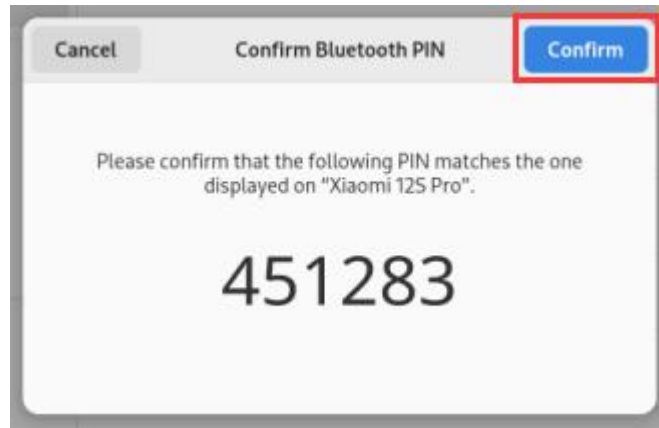 Cancel Confirm Bluetooth PIN Confirm
Please confirm that the following PIN matches the one
displayed on "Xiaomi 12S Pro".
451283